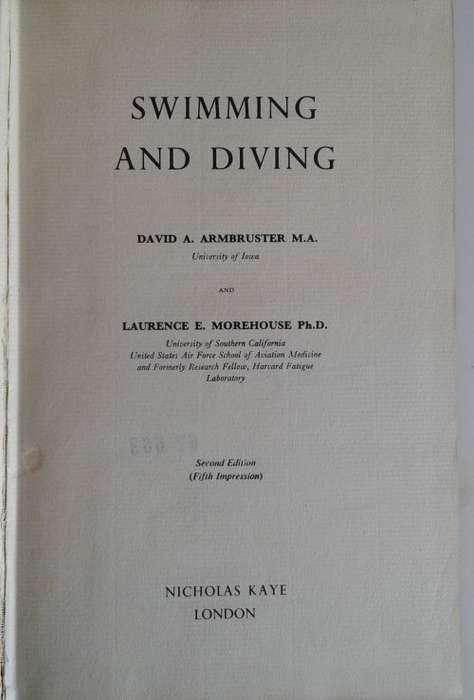 SWIMMING
AND DIVING
DAVID A. ARMBRUSTER M.A.
University of Iowa
AND
LAURENCE E. MOREHOUSE Ph.D.
University of Southern California
United States Air Force School of Aviation Medicine
and Formerly Research Fellow, Harvard Fatigue
Laboratory
Second Edition
(Fifth Impression)
NICHOLAS KAYE
LONDON